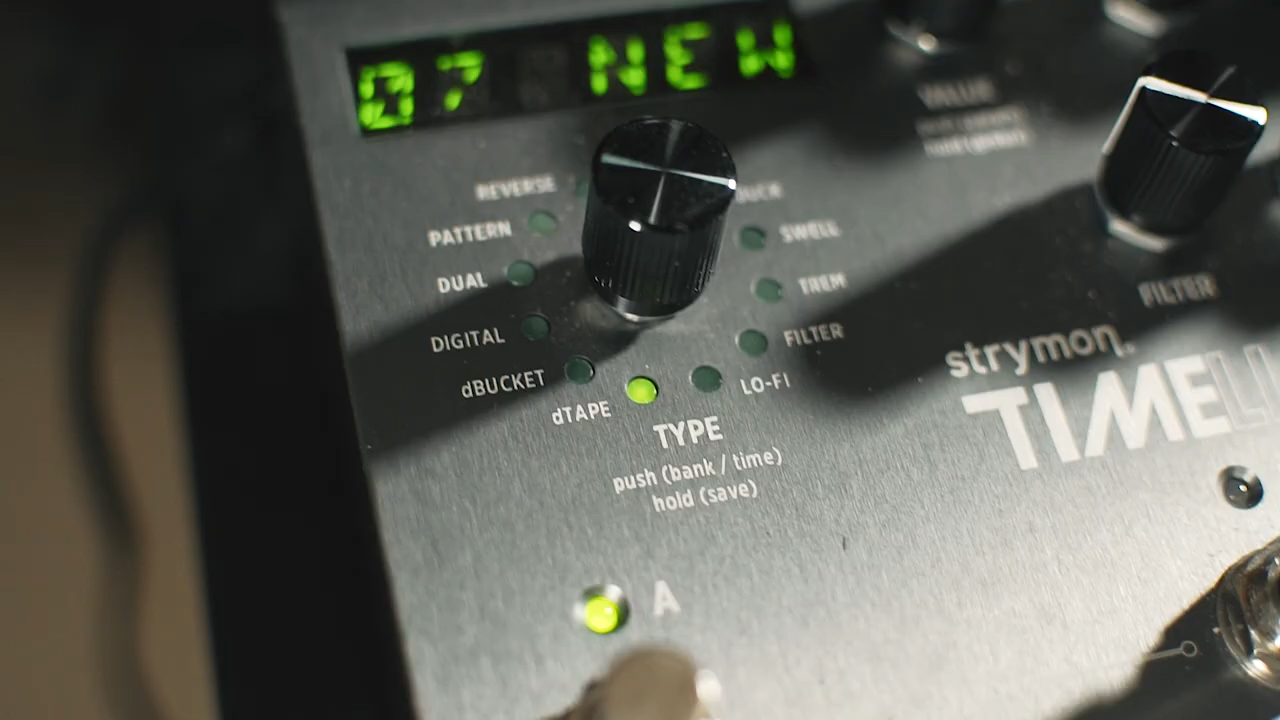 07 NEW
VALUE
REVERSE
PATTERN
SWELL
DUAL
TREM
FILTER
DIGITAL
FILTER
dBUCKET
LO-FI
dTAPE
TYPE
push (bank / time)
hold (save)
strymon.
A